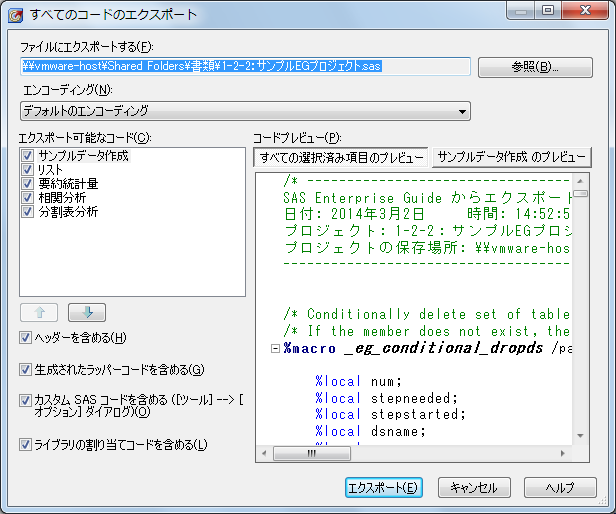 すべてのコードのエクスポート
ファイルにエクスポートする(F):
\\vmware-host\Shared Folders\書類\1-2-2:サンプルEGプロジェクト.sas
参照(B)...
エンコーディング(N):
デフォルトのエンコーディング
エクスポート可能なコード(C):
サンプルデータ作成
リスト
要約統計量
相関分析
分割表分析
コードプレビュー(P):
すべての選択済み項目のプレビュー
サンプルデータ作成 のプレビュー
/* ------------------------------------
SAS Enterprise Guide からエクスポート
日付: 2014年3月2日 時間: 14:52:5
プロジェクト: 1-2-2:サンプルEGプロジ
プロジェクトの保存場所: \\vmware-host
---------------------------------------
/* Conditionally delete set of table
/* If the member does not exist, the
%macro _eg_conditional_dropds /pa
%local num;
%local stepneeded;
%local stepstarted;
%local dsname;
ヘッダーを含める(H)
生成されたラッパーコードを含める(G)
カスタム SAS コードを含める ([ツール] --> [
オプション] ダイアログ)(O)
ライブラリの割り当てコードを含める(L)
エクスポート(E)
キャンセル
ヘルプ